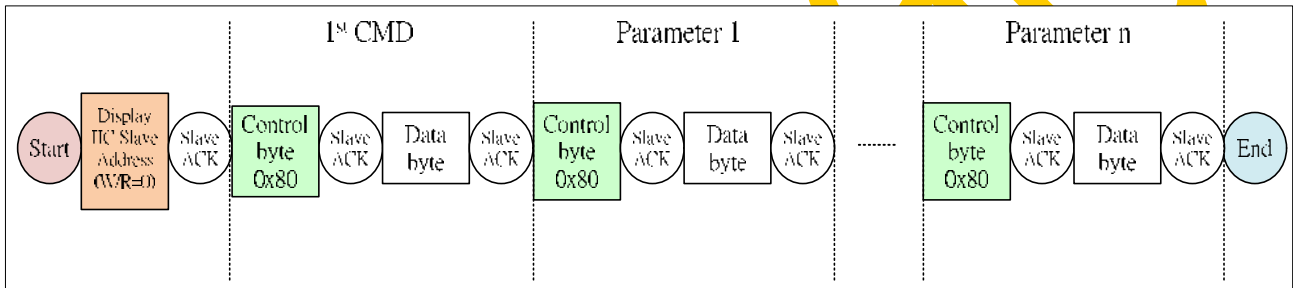 1st CMD
Parameter 1
Parameter n
Start
Display
IIC Slave
Address
(W/R=0)
Slave
ACK
Control
byte
0x80
Slave
ACK
Data
byte
Slave
ACK
Control
byte
0x80
Slave
ACK
Data
byte
Slave
ACK
........
Control
byte
0x80
Slave
ACK
Data
byte
Slave
ACK
End